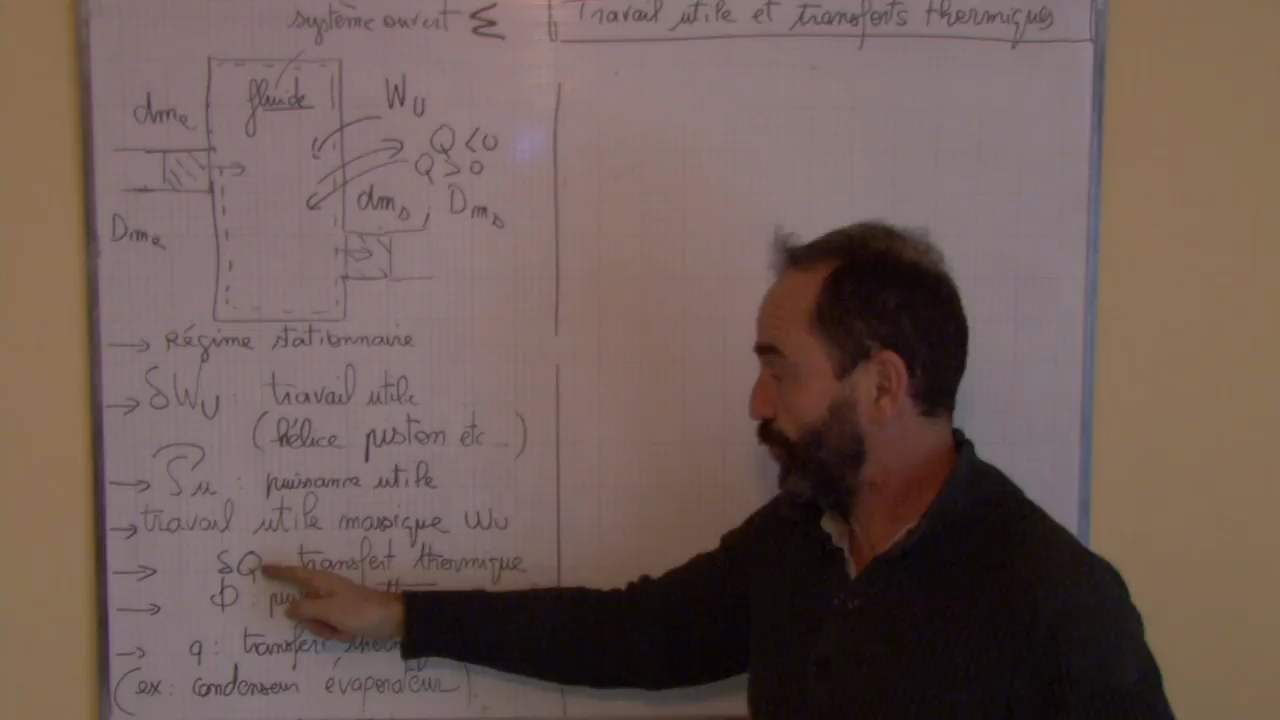 système ouvert Σ
Travail utile et transferts thermiques
fluide
dme
Wu
Q < 0
Q > 0
dms, Dms
Dme
→ Régime stationnaire
→ δWu : travail utile
(hélice piston etc...)
→ Pu : puissance utile
→ travail utile massique wu
→ δQ transfert thermique
→ Φ :
→ q : transfert
(ex: condenseur évaporateur)